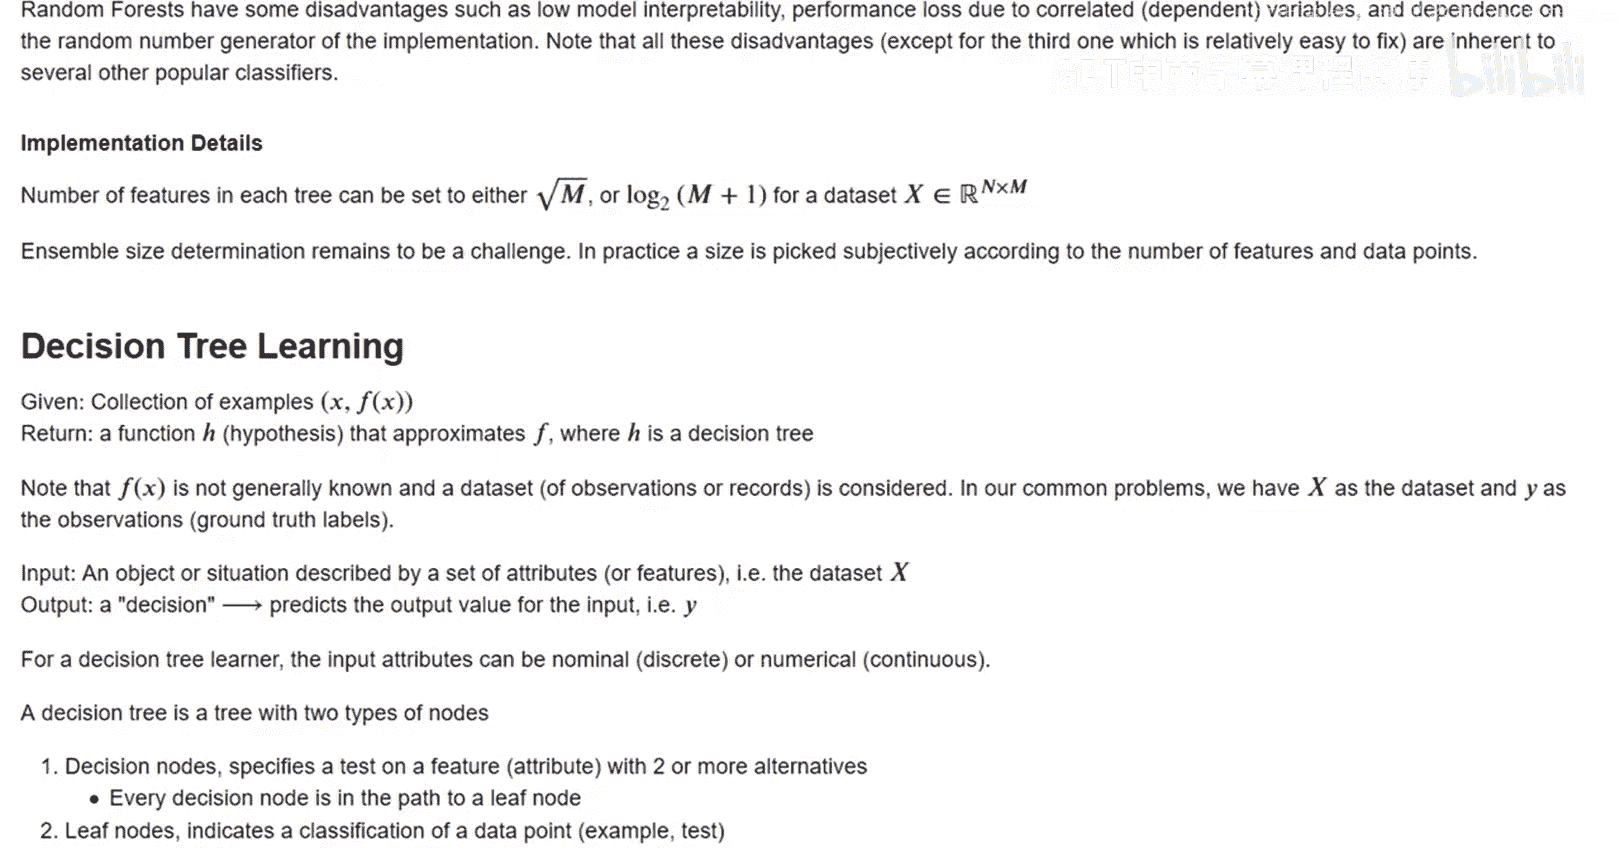 Random Forests have some disadvantages such as low model interpretability, performance loss due to correlated (dependent) variables, and dependence on
the random number generator of the implementation. Note that all these disadvantages (except for the third one which is relatively easy to fix) are inherent to
several other popular classifiers.
bilibili
Implementation Details
Number of features in each tree can be set to either √M, or log₂ (M + 1) for a dataset X ∈ ℝ^{N×M}
Ensemble size determination remains to be a challenge. In practice a size is picked subjectively according to the number of features and data points.
Decision Tree Learning
Given: Collection of examples (x, f(x))
Return: a function h (hypothesis) that approximates f, where h is a decision tree
Note that f(x) is not generally known and a dataset (of observations or records) is considered. In our common problems, we have X as the dataset and y as
the observations (ground truth labels).
Input: An object or situation described by a set of attributes (or features), i.e. the dataset X
Output: a "decision" ⟶ predicts the output value for the input, i.e. y
For a decision tree learner, the input attributes can be nominal (discrete) or numerical (continuous).
A decision tree is a tree with two types of nodes
1. Decision nodes, specifies a test on a feature (attribute) with 2 or more alternatives
• Every decision node is in the path to a leaf node
2. Leaf nodes, indicates a classification of a data point (example, test)